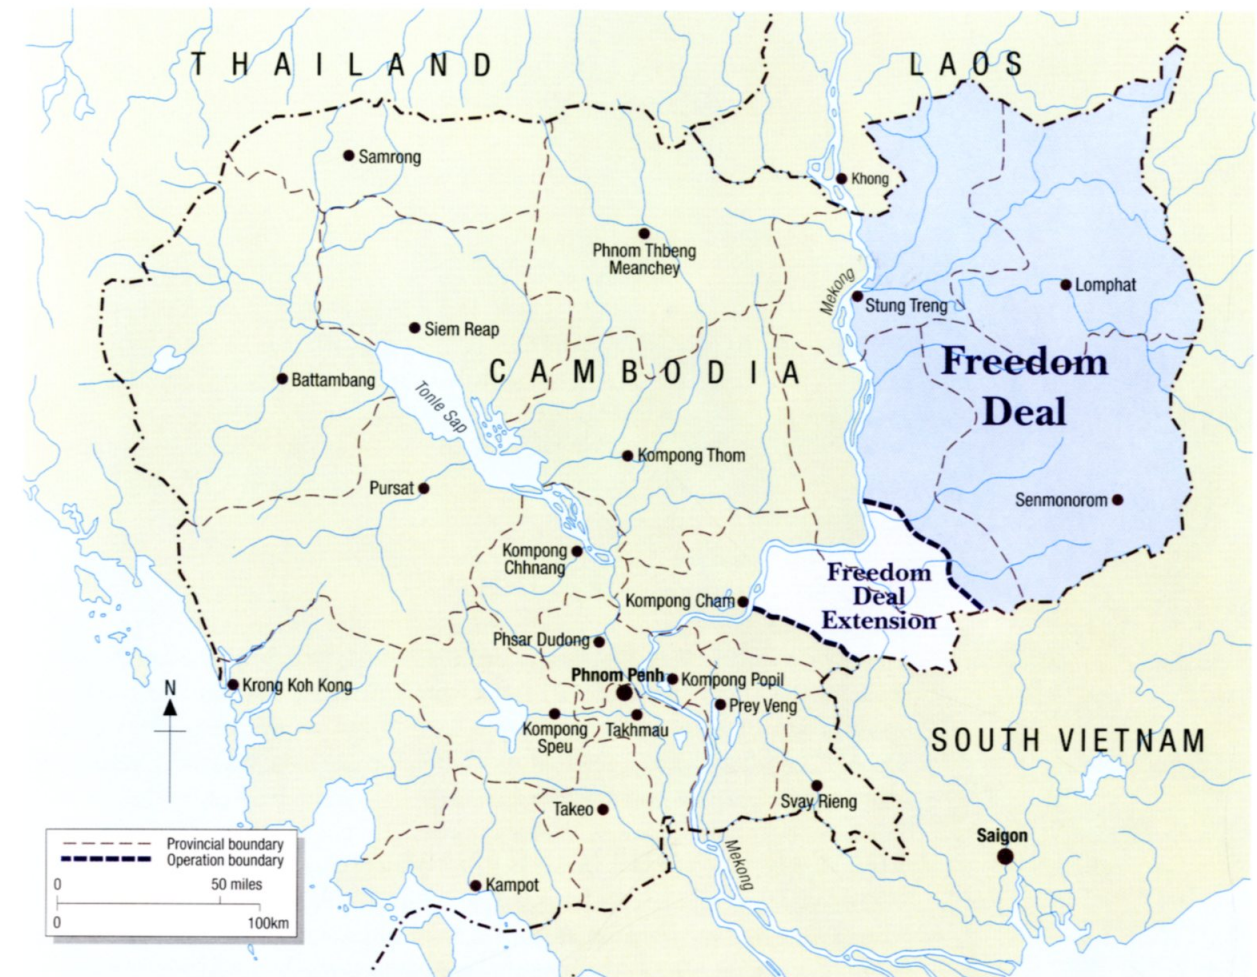 THAILAND
LAOS
Samrong
Khong
Phnom Thbeng
Meanchey
Mekong
Lomphat
Stung Treng
Siem Reap
CAMBODIA
Freedom
Deal
Battambang
Tonle Sap
Kompong Thom
Pursat
Senmonorom
Kompong
Chhnang
Freedom
Deal
Extension
Kompong Cham
Phsar Dudong
Phnom Penh
Kompong Popil
Krong Koh Kong
N
Prey Veng
Kompong
Speu
Takhmau
SOUTH VIETNAM
Svay Rieng
Takeo
Saigon
Provincial boundary
Operation boundary
Mekong
0
50 miles
0
100km
Kampot